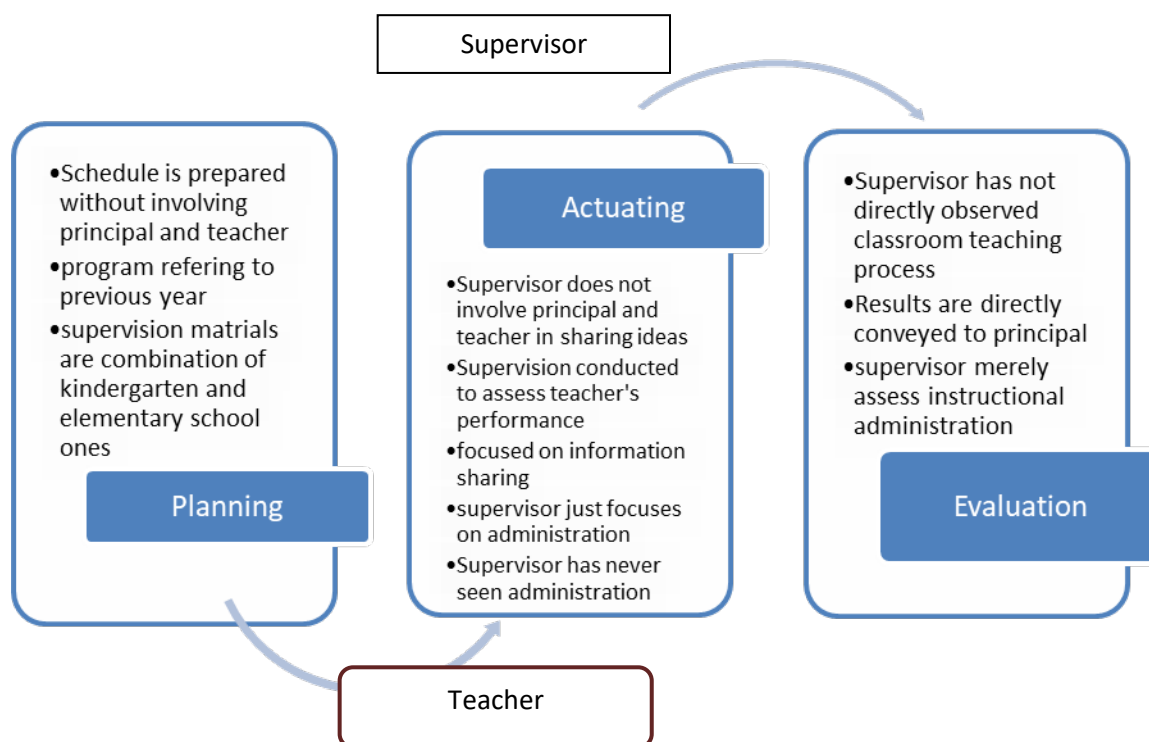 Supervisor
•Schedule is prepared
without involving
principal and teacher
•program refering to
previous year
•supervision matrials
are combination of
kindergarten and
elementary school
ones
Planning
Actuating
•Supervisor does not
involve principal and
teacher in sharing ideas
•Supervision conducted
to assess teacher's
performance
•focused on information
sharing
•supervisor just focuses
on administration
•Supervisor has never
seen administration
•Supervisor has not
directly observed
classroom teaching
process
•Results are directly
conveyed to principal
•supervisor merely
assess instructional
administration
Evaluation
Teacher